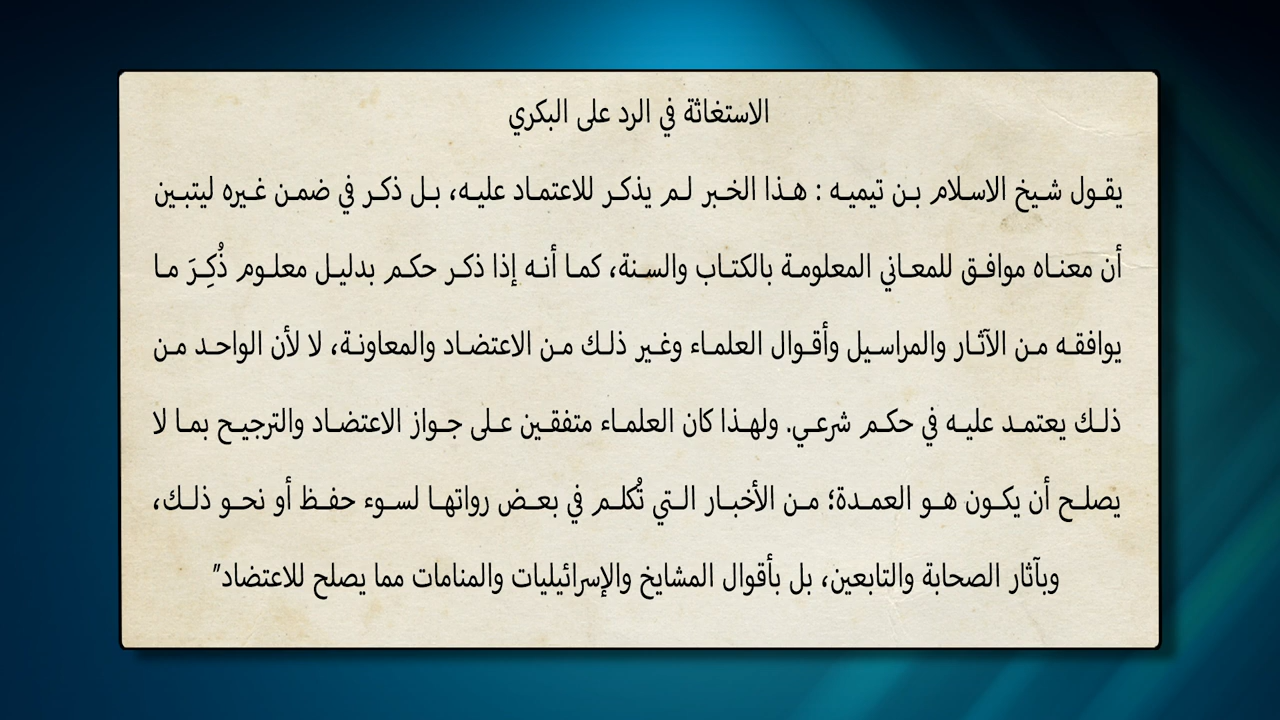 الاستغاثة في الرد على البكري
يقول شيخ الاسلام بن تيميه : هذا الخبر لم يذكر للاعتماد عليه، بل ذكر في ضمن غيره ليتبين
أن معناه موافق للمعاني المعلومة بالكتاب والسنة، كما أنه إذا ذكر حكم بدليل معلوم ذُكِرَ ما
يوافقه من الآثار والمراسيل وأقوال العلماء وغير ذلك من الاعتضاد والمعاونة، لا لأن الواحد من
ذلك يعتمد عليه في حكم شرعي. ولهذا كان العلماء متفقين على جواز الاعتضاد والترجيح بما لا
يصلح أن يكون هو العمدة؛ من الأخبار التي تُكلم في بعض رواتها لسوء حفظ أو نحو ذلك،
وبآثار الصحابة والتابعين، بل بأقوال المشايخ والإسرائيليات والمنامات مما يصلح للاعتضاد"